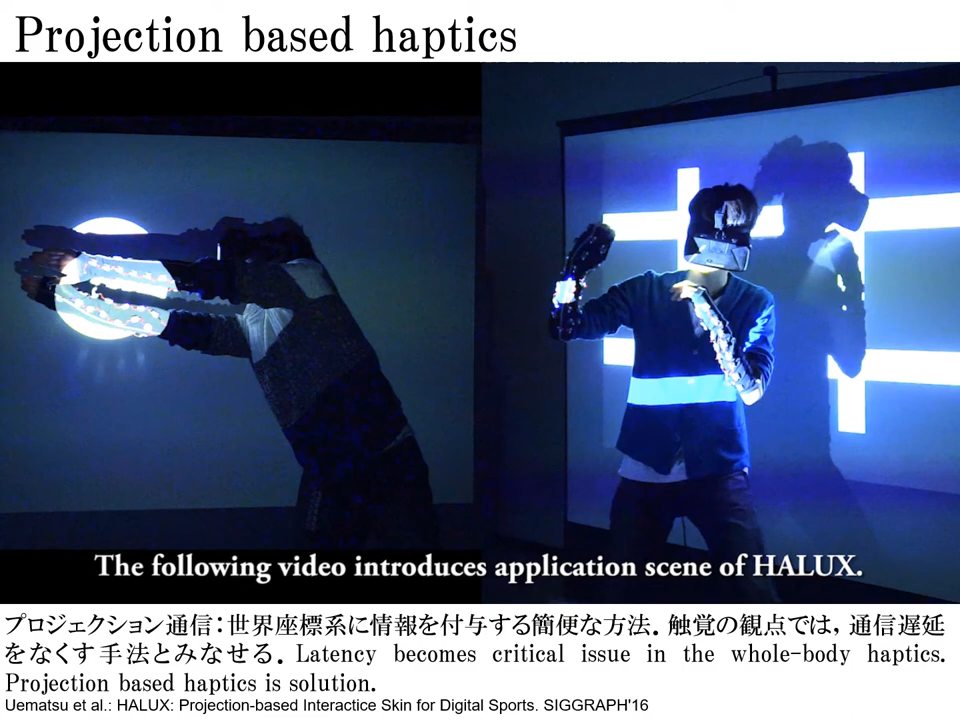 Projection based haptics
The following video introduces application scene of HALUX.
プロジェクション通信：世界座標系に情報を付与する簡便な方法．触覚の観点では，通信遅延
をなくす手法とみなせる．Latency becomes critical issue in the whole-body haptics.
Projection based haptics is solution.
Uematsu et al.: HALUX: Projection-based Interactice Skin for Digital Sports. SIGGRAPH'16